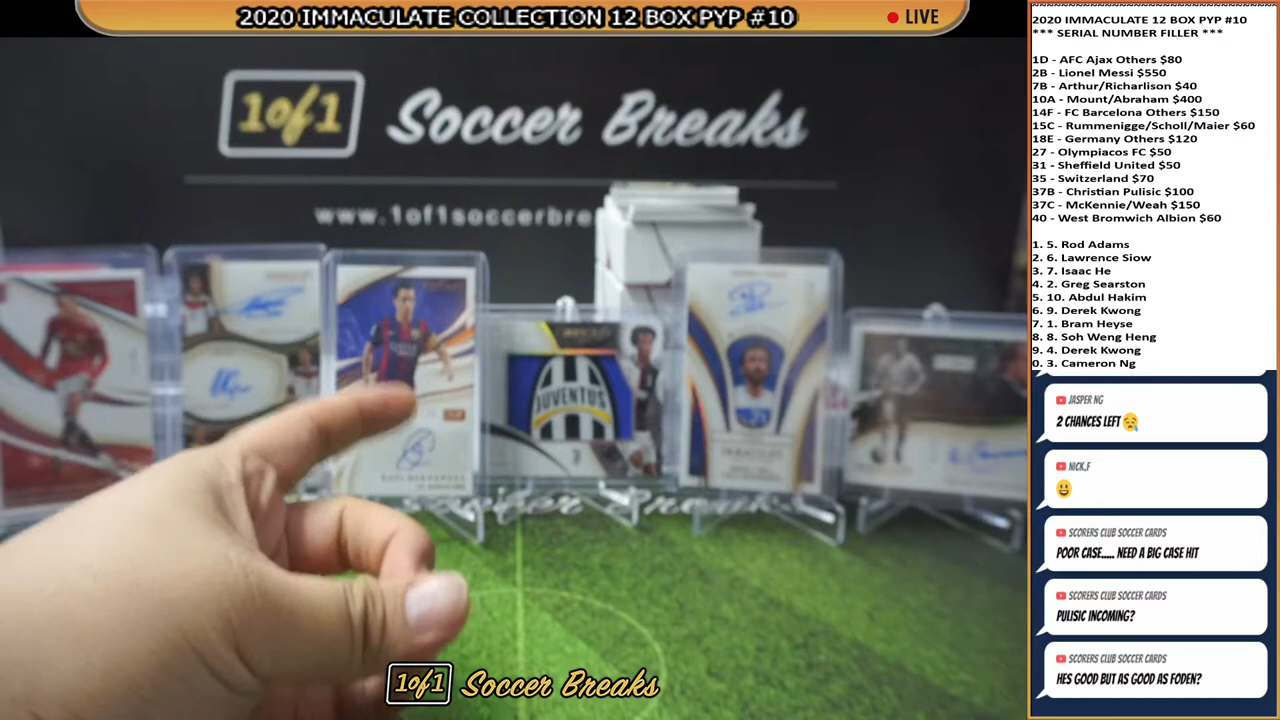 2020 IMMACULATE COLLECTION 12 BOX PYP #10
LIVE
1of1 Soccer Breaks
www.1of1soccerbre
JUVENTUS
Soccer Breaks
1of1 Soccer Breaks
2020 IMMACULATE 12 BOX PYP #10
*** SERIAL NUMBER FILLER ***
1D - AFC Ajax Others $80
2B - Lionel Messi $550
7B - Arthur/Richarlison $40
10A - Mount/Abraham $400
14F - FC Barcelona Others $150
15C - Rummenigge/Scholl/Maier $60
18E - Germany Others $120
27 - Olympiacos FC $50
31 - Sheffield United $50
35 - Switzerland $70
37B - Christian Pulisic $100
37C - McKennie/Weah $150
40 - West Bromwich Albion $60
1. 5. Rod Adams
2. 6. Lawrence Siow
3. 7. Isaac He
4. 2. Greg Searston
5. 10. Abdul Hakim
6. 9. Derek Kwong
7. 1. Bram Heyse
8. 8. Soh Weng Heng
9. 4. Derek Kwong
0. 3. Cameron Ng
JASPER NG
2 CHANCES LEFT 😪
NICK.F
😃
SCORERS CLUB SOCCER CARDS
POOR CASE..... NEED A BIG CASE HIT
SCORERS CLUB SOCCER CARDS
PULISIC INCOMING?
SCORERS CLUB SOCCER CARDS
HES GOOD BUT AS GOOD AS FODEN?